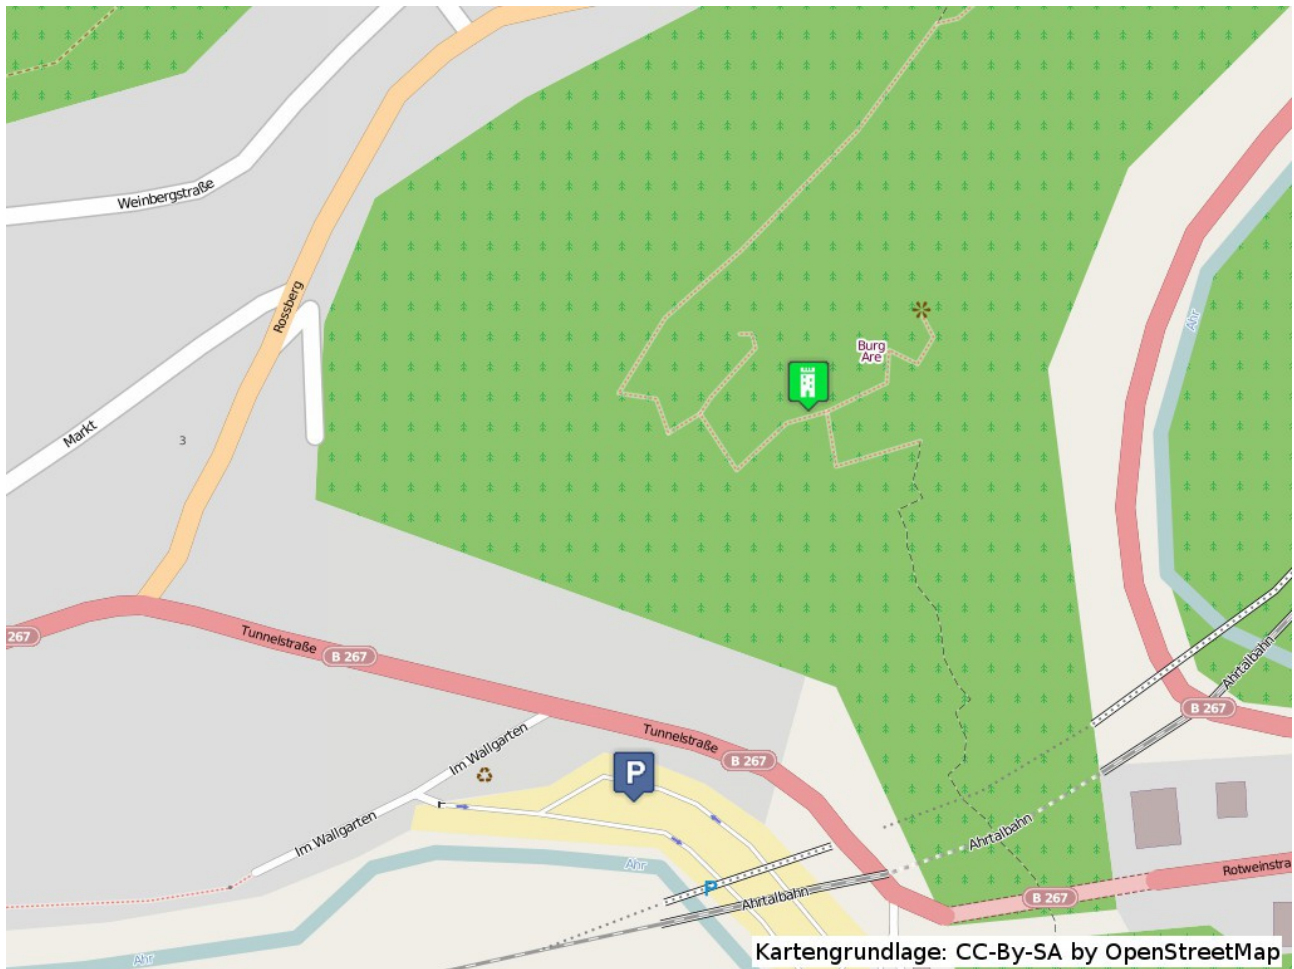 Weinbergstraße
Rossberg
Ahr
Burg
Are
Markt
3
267
Tunnelstraße
B 267
Ahrtalbahn
B 267
Tunnelstraße
B 267
Im Wallgarten
P
Im Wallgarten
Ahrtalbahn
Ahr
P
Ahrtalbahn
B 267
Rotweinstra
Ahr
Kartengrundlage: CC-By-SA by OpenStreetMap